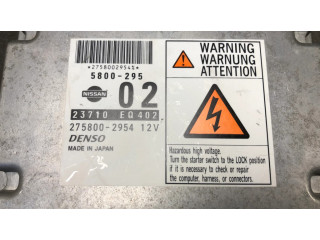 *2758002954%*
5800-295
NISSAN
02
23710 EQ402
275800-2954 12V
DENSO
MADE IN JAPAN
WARNING
WARNUNG
ATTENTION
Hazardous high voltage.
Turn the starter switch to the LOCK position
if it is necessary to check or repair
the computer, harness, or connectors.